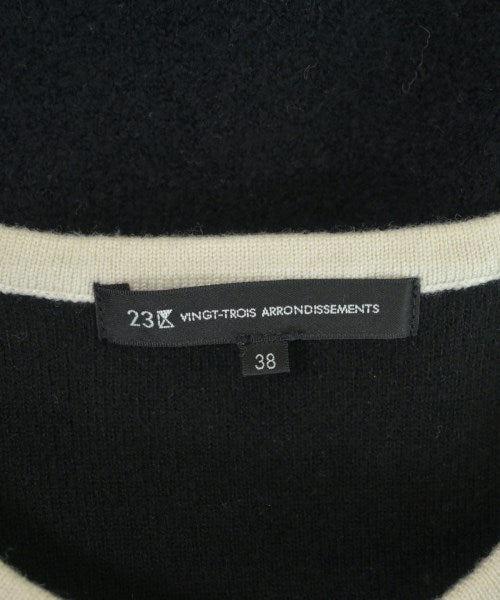 23区 VINGT-TROIS ARRONDISSEMENTS
38